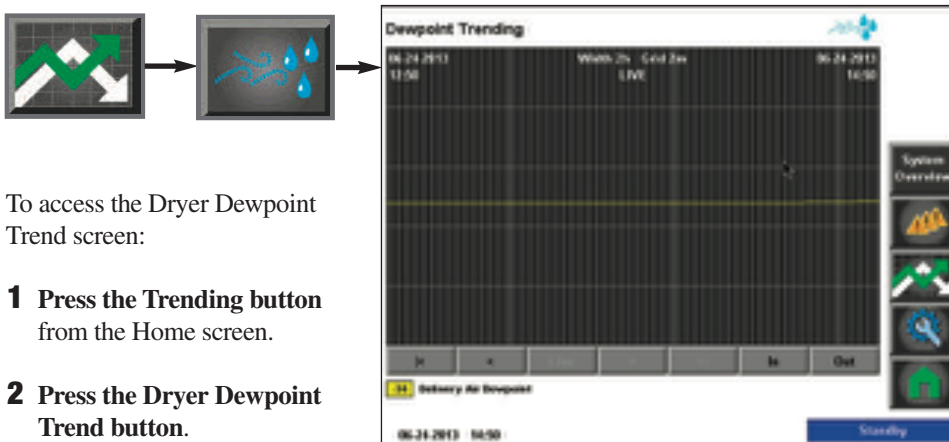 To access the Dryer Dewpoint
Trend screen:
1 Press the Trending button
from the Home screen.
2 Press the Dryer Dewpoint
Trend button.
Dewpoint Trending
06-24-2013 Width 2h Grid 2m 06-24-2013
12:50 LIVE 14:50
System
Overview
|< < In Out
-14 Delivery Air Dewpoint
06-24-2013 14:50 Standby